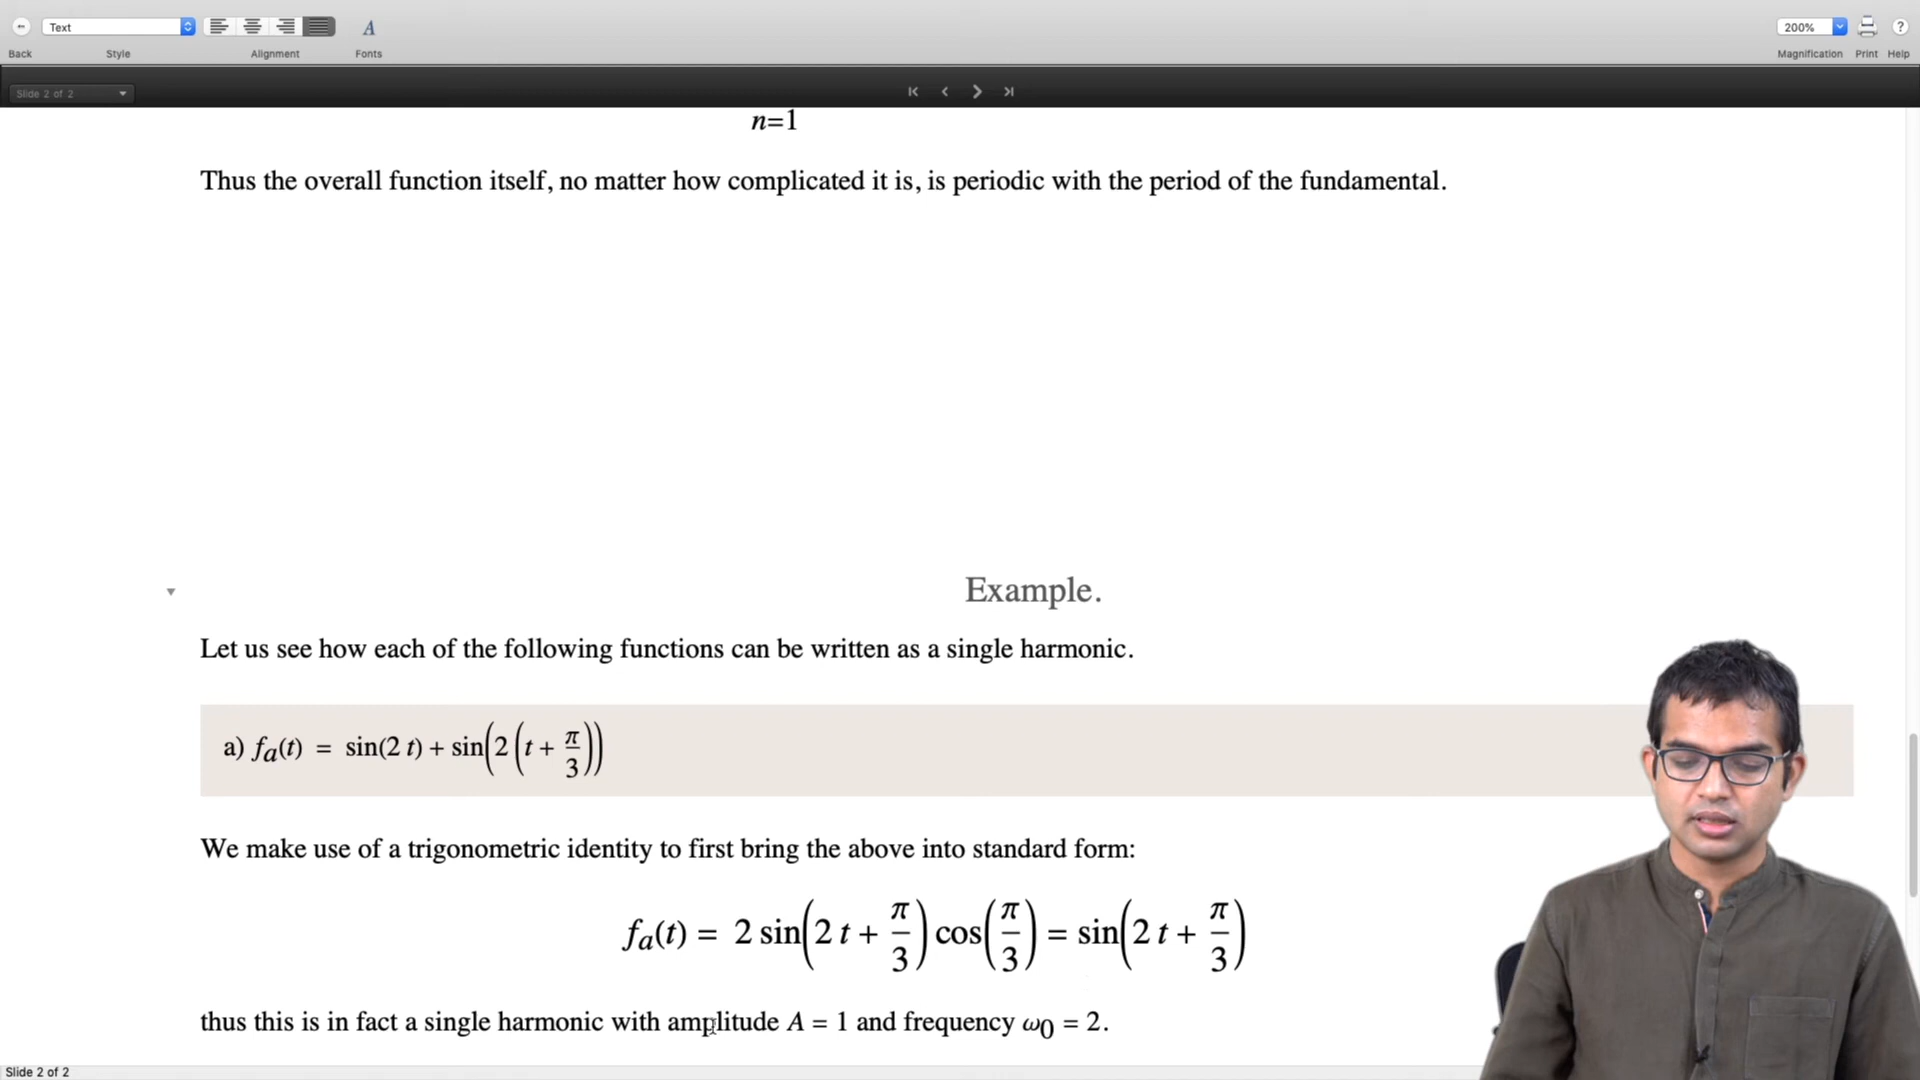 Text
Back
Style
Alignment
A
Fonts
200%
?
Magnification
Print
Help
Slide 2 of 2
n=1
Thus the overall function itself, no matter how complicated it is, is periodic with the period of the fundamental.
Example.
Let us see how each of the following functions can be written as a single harmonic.
a) fa(t) = sin(2 t) + sin(2 (t + π/3))
We make use of a trigonometric identity to first bring the above into standard form:
fa(t) = 2 sin(2 t + π/3) cos(π/3) = sin(2 t + π/3)
thus this is in fact a single harmonic with amplitude A = 1 and frequency ω0 = 2.
Slide 2 of 2